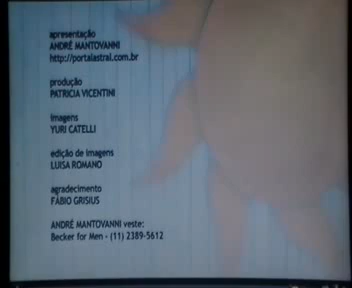 apresentação
ANDRÉ MANTOVANNI
http://portalastral.com.br
produção
PATRICIA VICENTINI
imagens
YURI CATELLI
edição de imagens
LUISA ROMANO
agradecimento
FÁBIO GRISIUS
ANDRÉ MANTOVANNI veste:
Becker for Men - (11) 2389-5612